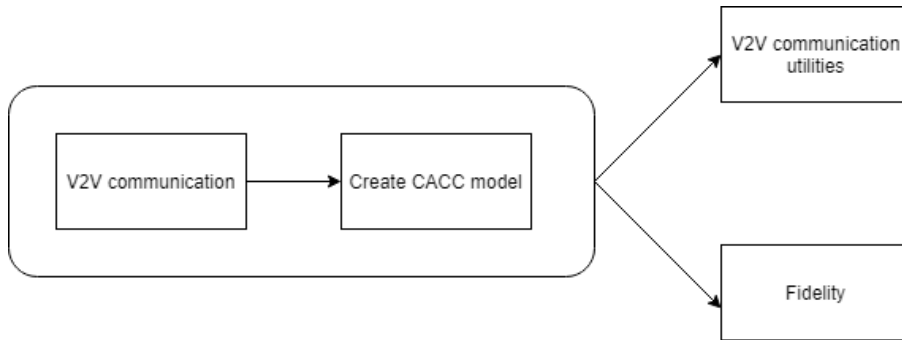 V2V communication
utilities
V2V communication
Create CACC model
Fidelity